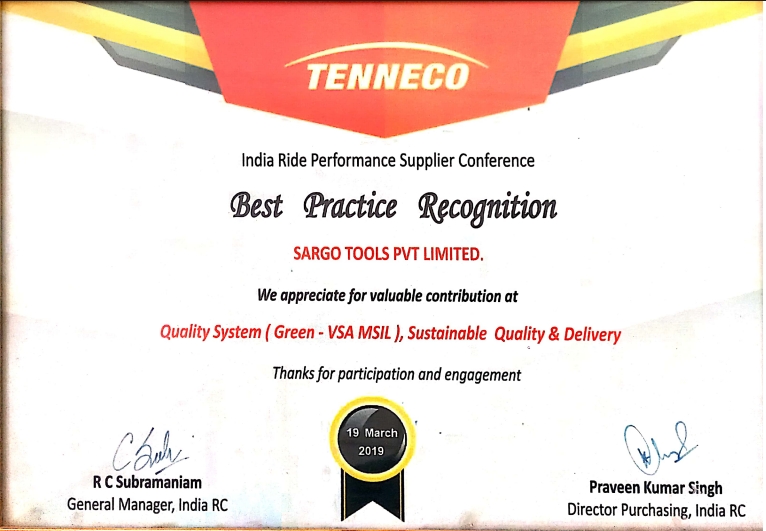 TENNECO
India Ride Performance Supplier Conference
Best Practice Recognition
SARGO TOOLS PVT LIMITED.
We appreciate for valuable contribution at
Quality System ( Green - VSA MSIL ), Sustainable Quality & Delivery
Thanks for participation and engagement
19 March
2019
R C Subramaniam
General Manager, India RC
Praveen Kumar Singh
Director Purchasing, India RC